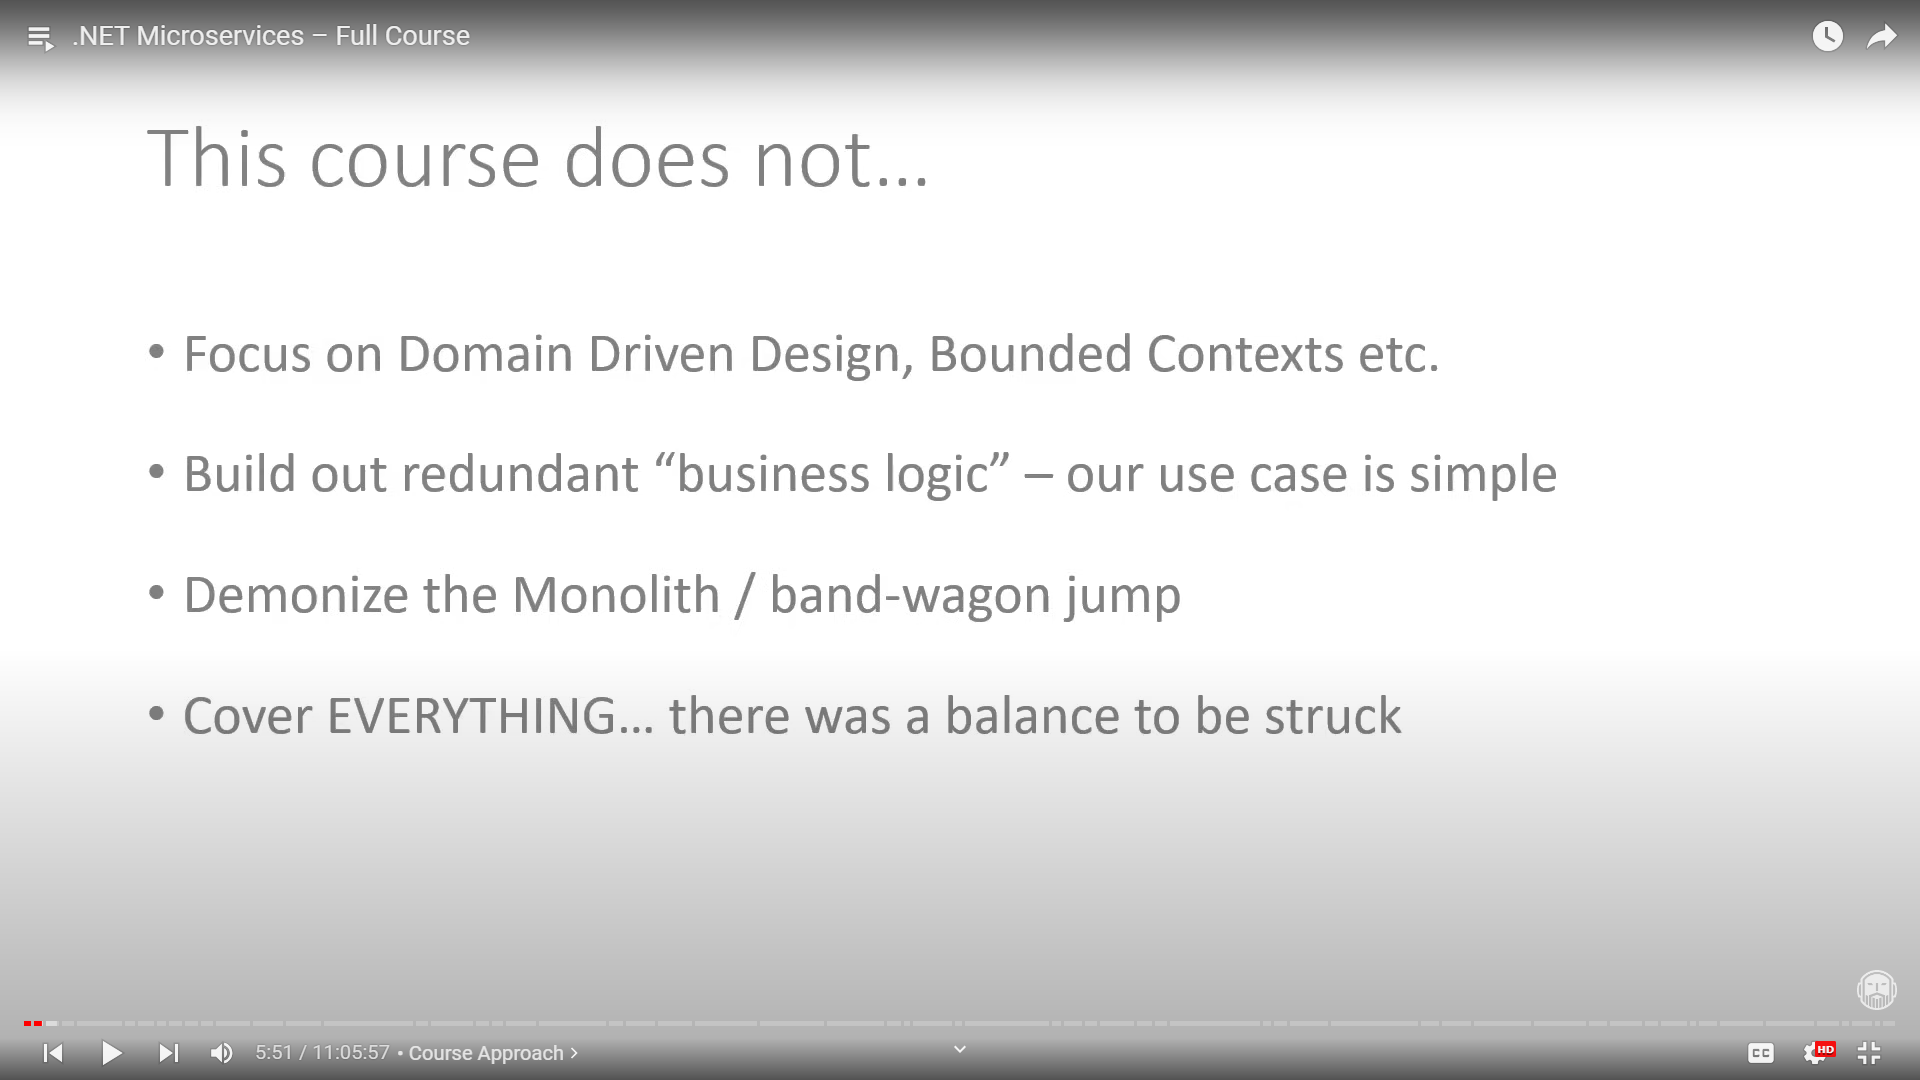 .NET Microservices – Full Course
This course does not...
• Focus on Domain Driven Design, Bounded Contexts etc.
• Build out redundant “business logic” – our use case is simple
• Demonize the Monolith / band-wagon jump
• Cover EVERYTHING... there was a balance to be struck
5:51 / 11:05:57 • Course Approach
CC
HD